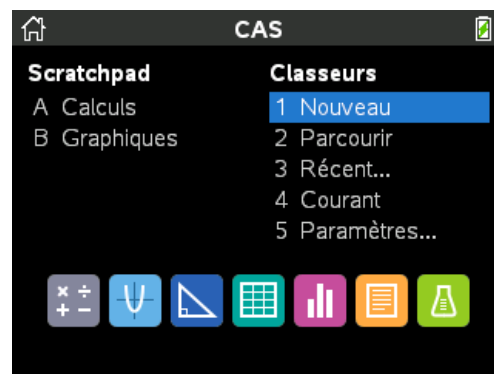 CAS
Scratchpad
A Calculs
B Graphiques
Classeurs
1 Nouveau
2 Parcourir
3 Récent...
4 Courant
5 Paramètres...